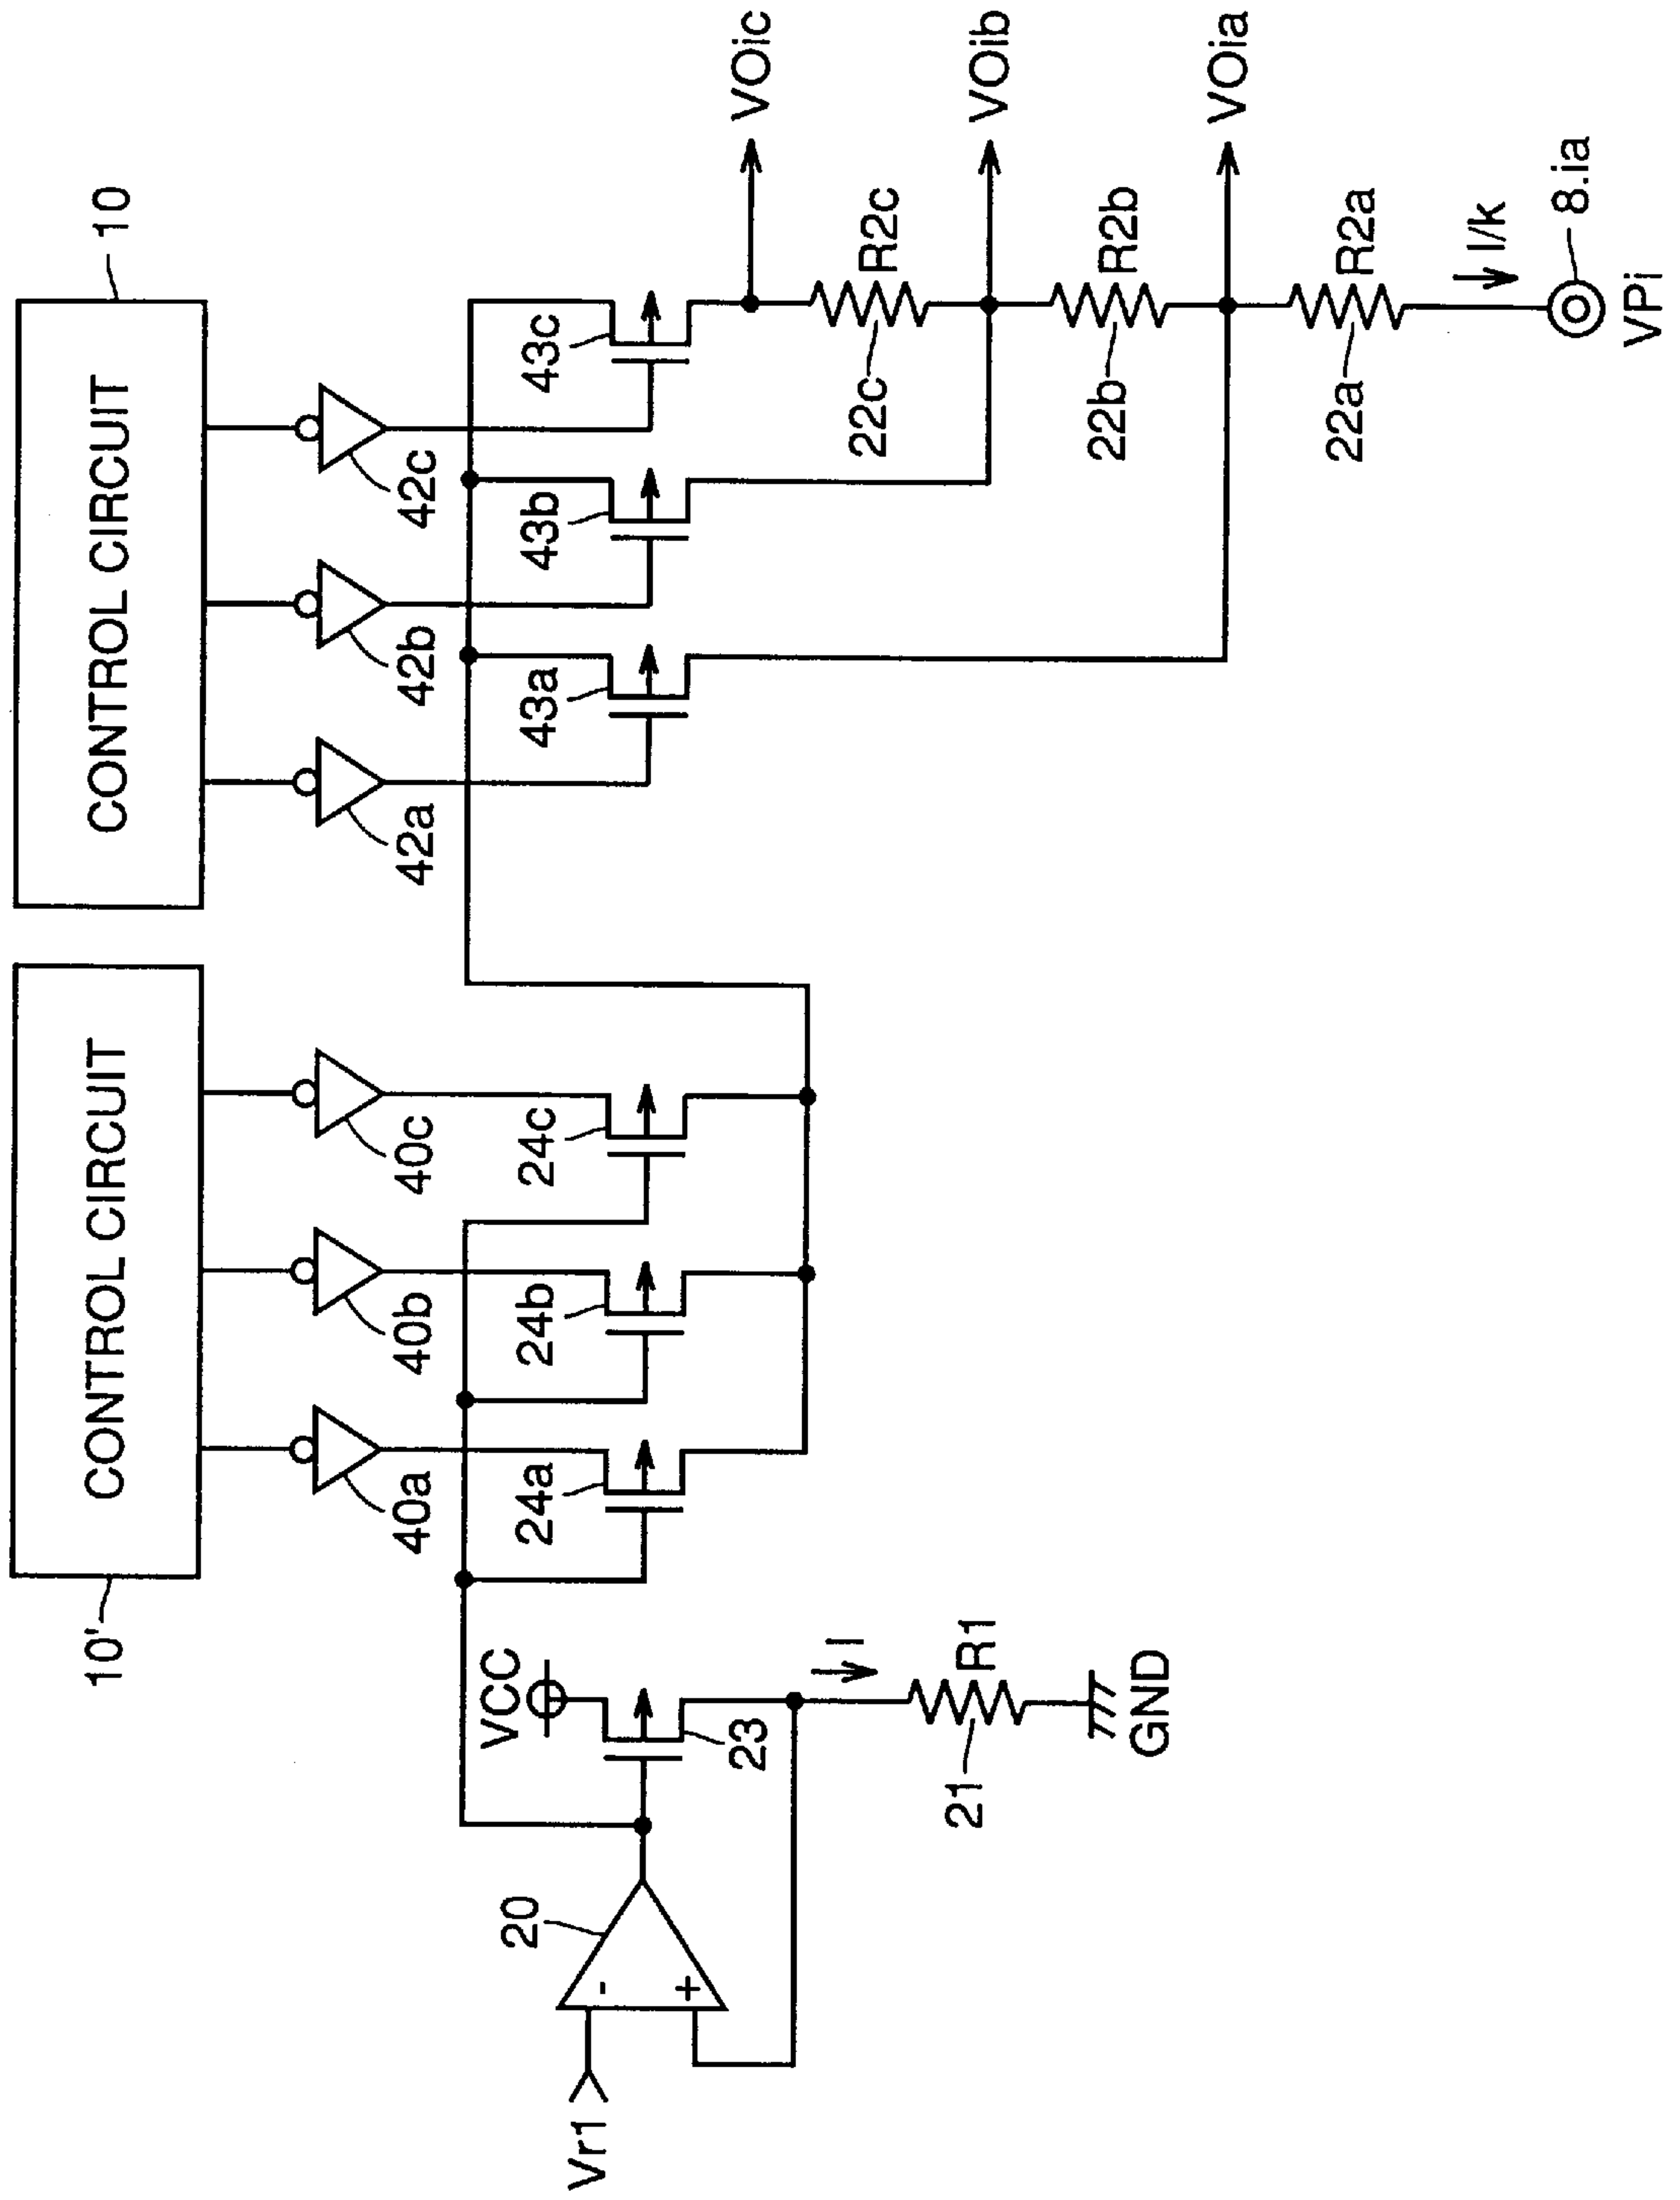 10'
CONTROL CIRCUIT
CONTROL CIRCUIT
10
40a
40b
40c
42a
42b
42c
VCC
24a
24b
24c
43a
43b
43c
20
-
+
Vr1
23
I
21
R1
GND
VOic
22c
R2c
VOib
22b
R2b
VOia
22a
R2a
I/k
8.ia
VPi